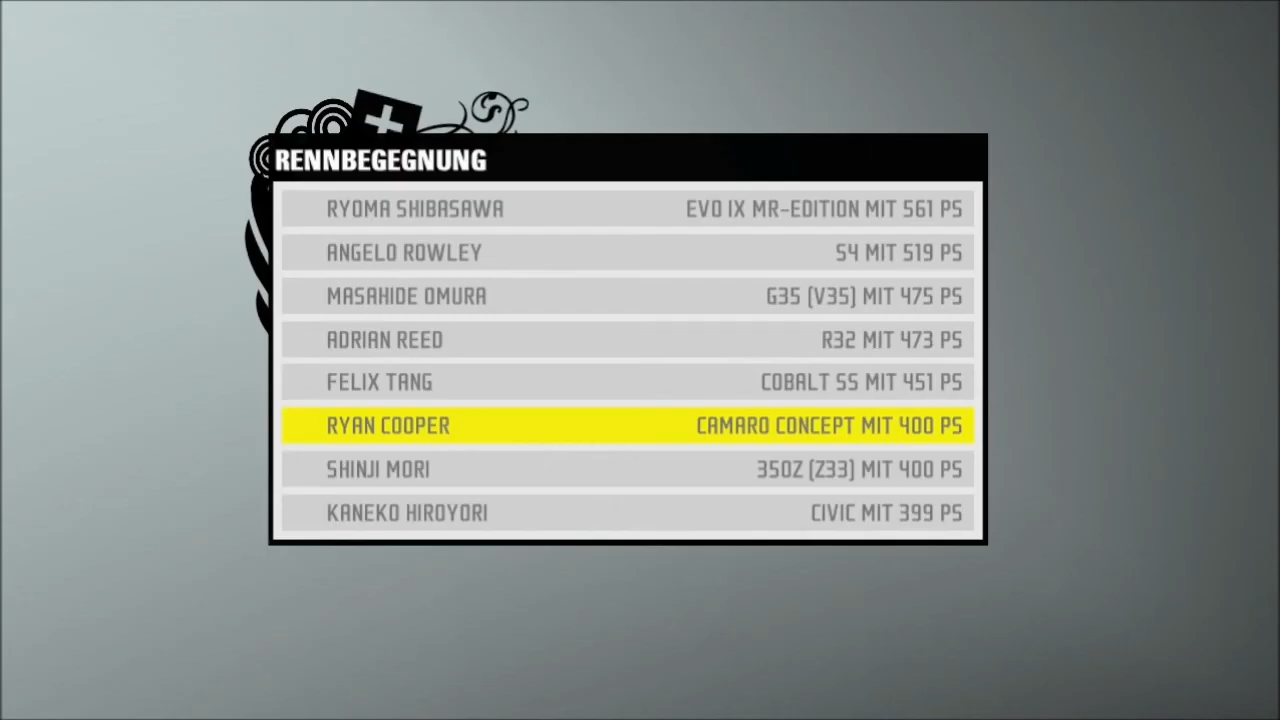 RENNBEGEGNUNG
RYOMA SHIBASAWA EVO IX MR-EDITION MIT 561 PS
ANGELO ROWLEY S4 MIT 519 PS
MASAHIDE OMURA G35 (V35) MIT 475 PS
ADRIAN REED R32 MIT 473 PS
FELIX TANG COBALT SS MIT 451 PS
RYAN COOPER CAMARO CONCEPT MIT 400 PS
SHINJI MORI 350Z (Z33) MIT 400 PS
KANEKO HIROYORI CIVIC MIT 399 PS